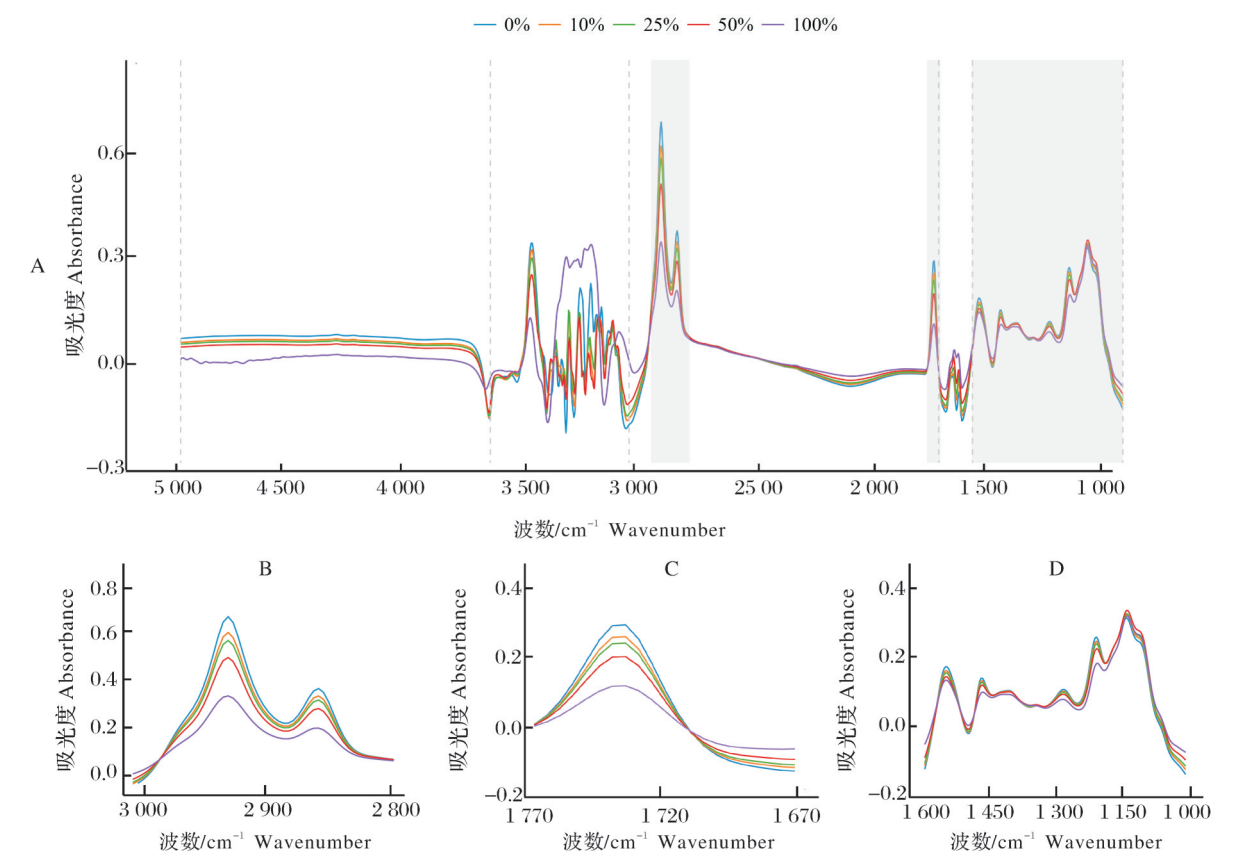 0% 10% 25% 50% 100%
A
吸光度 Absorbance
0.6
0.3
0.0
−0.3
5 000 4 500 4 000 3 500 3 000 2 500 2 000 1 500 1 000
波数/cm⁻¹ Wavenumber
B
吸光度 Absorbance
0.8
0.6
0.4
0.2
0.0
3 000 2 900 2 800
波数/cm⁻¹ Wavenumber
C
吸光度 Absorbance
0.4
0.2
0.0
−0.2
1 770 1 720 1 670
波数/cm⁻¹ Wavenumber
D
吸光度 Absorbance
0.4
0.2
0.0
−0.2
1 600 1 450 1 300 1 150 1 000
波数/cm⁻¹ Wavenumber